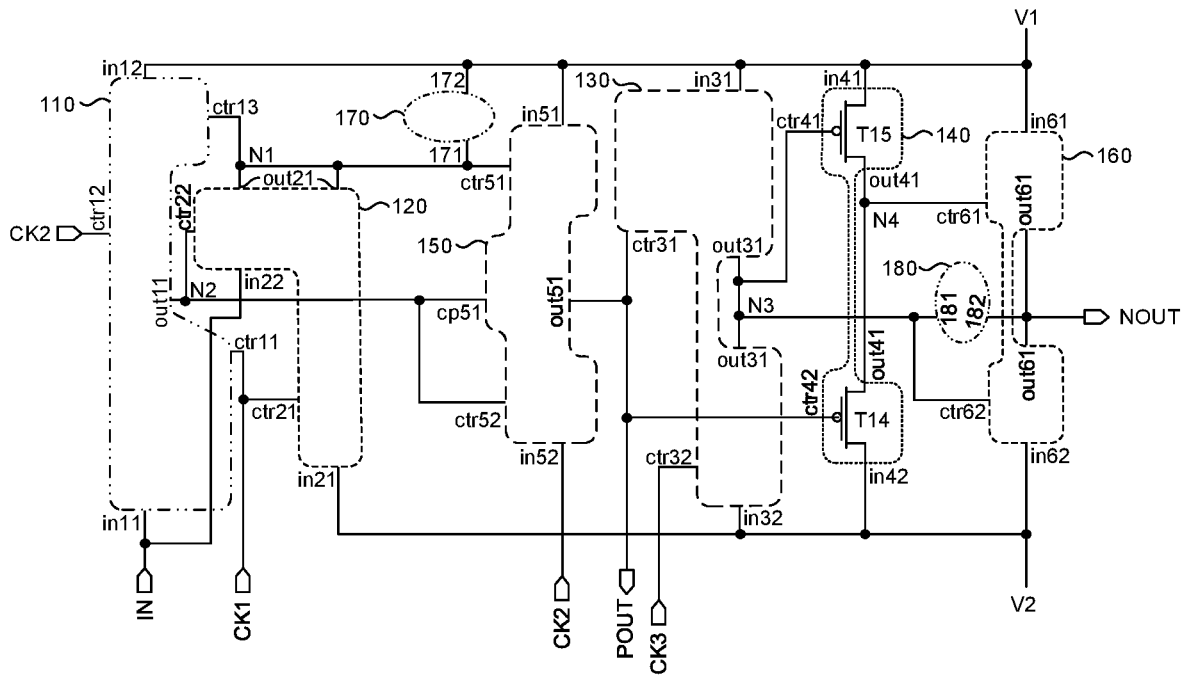 V1
in12
110
ctr13
172
170
171
130
in31
in41
ctr41
T15
140
in51
in61
160
N1
out21
ctr51
ctr12
ctr22
120
out41
N4
ctr61
out61
CK2
150
ctr31
out31
180
in22
N2
out11
cp51
out51
N3
181
182
NOUT
ctr11
out31
out41
out61
ctr21
ctr52
ctr42
T14
ctr62
in21
in52
ctr32
in42
in62
in11
in32
IN
CK1
CK2
POUT
CK3
V2